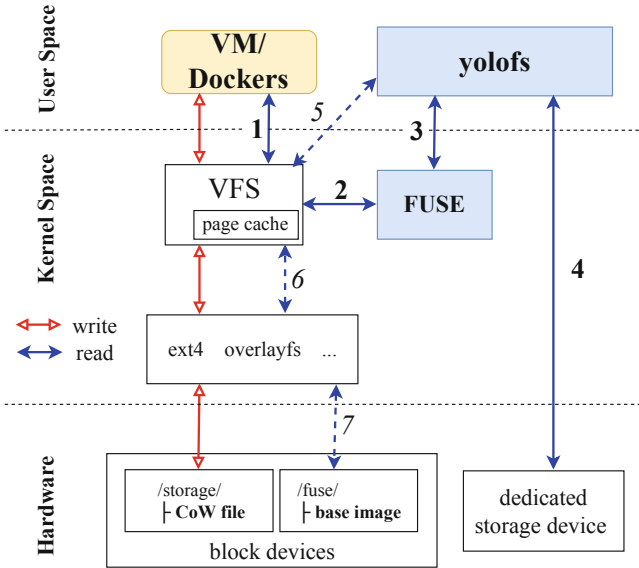 User Space
VM/
Dockers
yolofs
1
5
3
Kernel Space
VFS
page cache
2
FUSE
6
4
write
read
ext4 overlayfs ...
7
Hardware
/storage/
├ CoW file
/fuse/
├ base image
block devices
dedicated
storage device